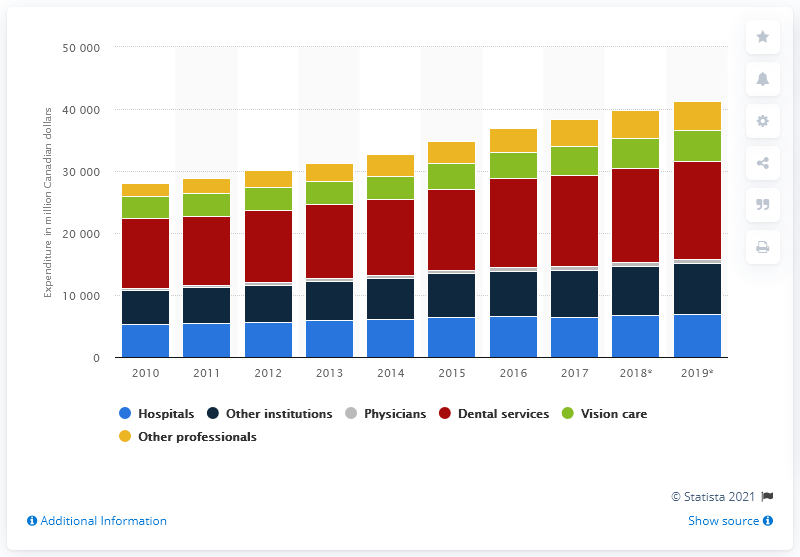 50 000
40 000
30 000
20 000
10 000
0
Expenditure in million Canadian dollars
2010 2011 2012 2013 2014 2015 2016 2017 2018* 2019*
Hospitals Other institutions Physicians Dental services Vision care
Other professionals
© Statista 2021
Additional Information Show source